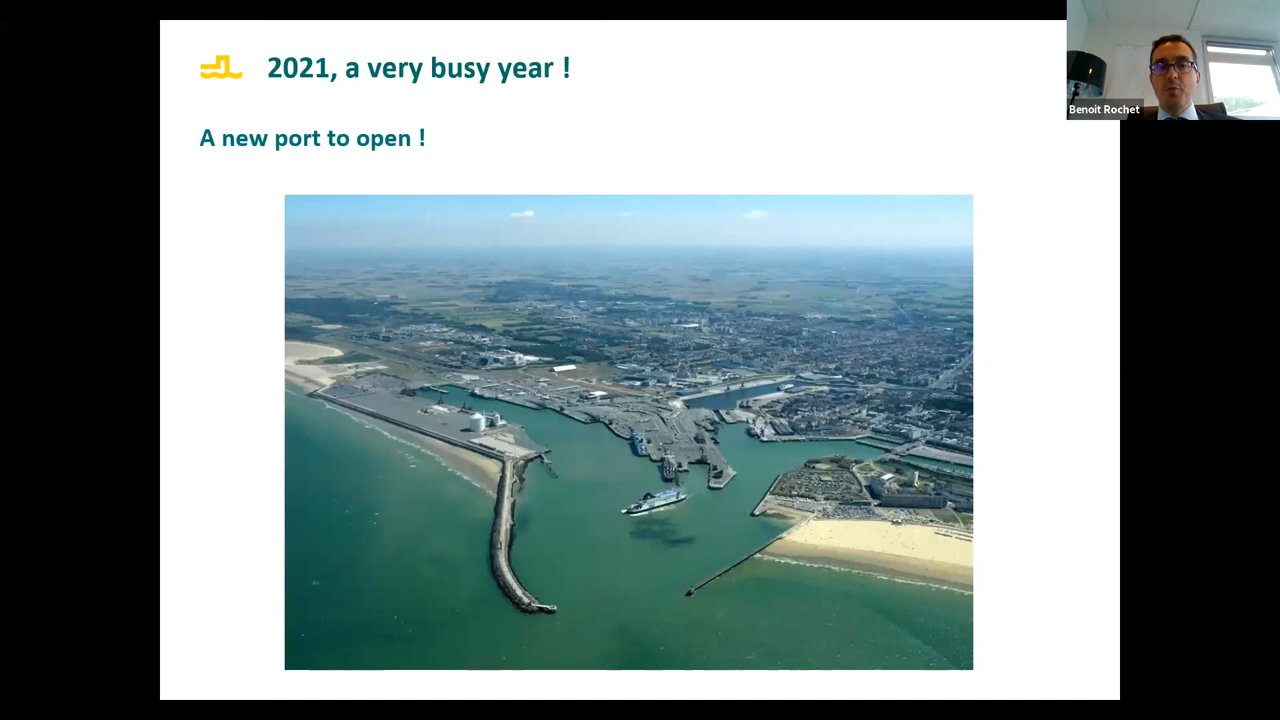 2021, a very busy year !
Benoit Rochet
A new port to open !